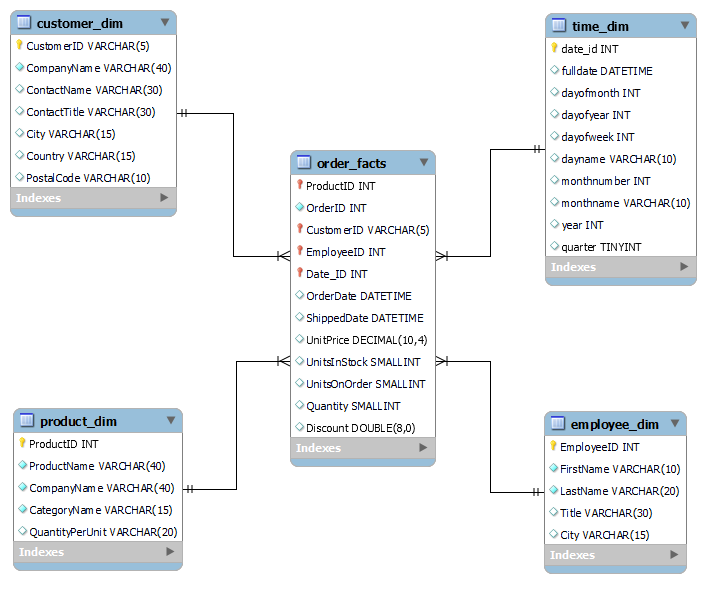 customer_dim
CustomerID VARCHAR(5)
CompanyName VARCHAR(40)
ContactName VARCHAR(30)
ContactTitle VARCHAR(30)
City VARCHAR(15)
Country VARCHAR(15)
PostalCode VARCHAR(10)
Indexes
time_dim
date_id INT
fulldate DATETIME
dayofmonth INT
dayofyear INT
dayofweek INT
dayname VARCHAR(10)
monthnumber INT
monthname VARCHAR(10)
year INT
quarter TINYINT
Indexes
order_facts
ProductID INT
OrderID INT
CustomerID VARCHAR(5)
EmployeeID INT
Date_ID INT
OrderDate DATETIME
ShippedDate DATETIME
UnitPrice DECIMAL(10,4)
UnitsInStock SMALLINT
UnitsOnOrder SMALLINT
Quantity SMALLINT
Discount DOUBLE(8,0)
Indexes
product_dim
ProductID INT
ProductName VARCHAR(40)
CompanyName VARCHAR(40)
CategoryName VARCHAR(15)
QuantityPerUnit VARCHAR(20)
Indexes
employee_dim
EmployeeID INT
FirstName VARCHAR(10)
LastName VARCHAR(20)
Title VARCHAR(30)
City VARCHAR(15)
Indexes